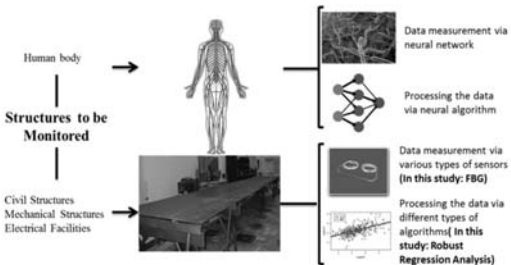 Human body
Structures to be
Monitored
Civil Structures
Mechanical Structures
Electrical Facilities
Data measurement via
neural network
Processing the data
via neural algorithm
Data measurement via
various types of sensors
(In this study: FBG)
Processing the data via
different types of
algorithms( In this
study: Robust
Regression Analysis)